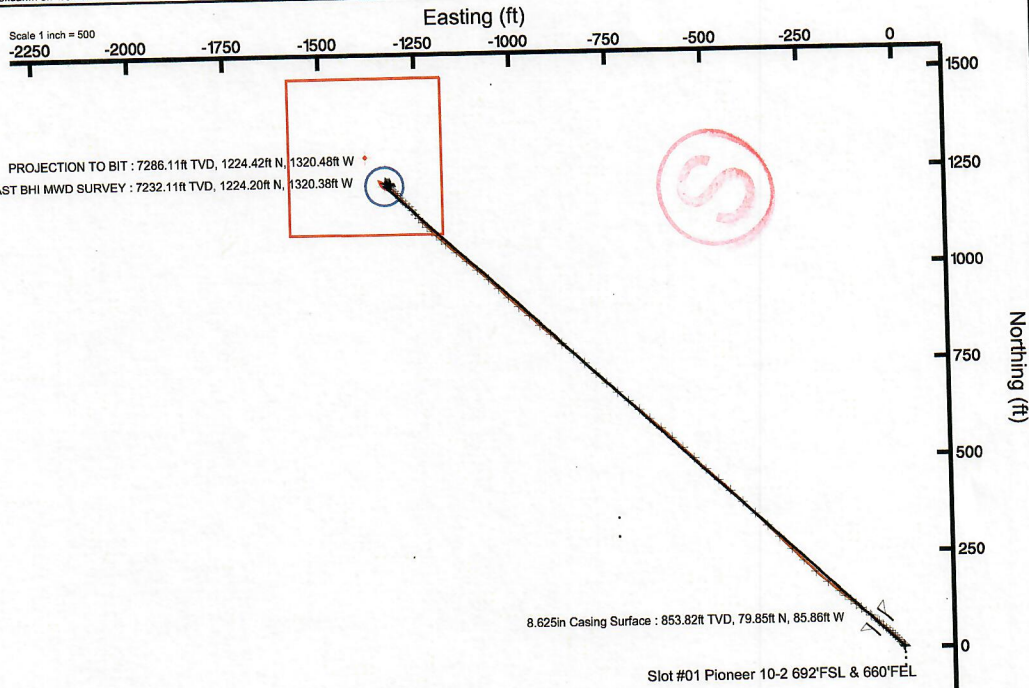 Easting (ft)
Scale 1 inch = 500
-2250 -2000 -1750 -1500 -1250 -1000 -750 -500 -250 0
1500
PROJECTION TO BIT : 7286.11ft TVD, 1224.42ft N, 1320.48ft W
1250
AST BHI MWD SURVEY : 7232.11ft TVD, 1224.20ft N, 1320.38ft W
S
1000
750
Northing (ft)
500
250
8.625in Casing Surface : 853.82ft TVD, 79.85ft N, 85.86ft W
0
Slot #01 Pioneer 10-2 692'FSL & 660'FEL